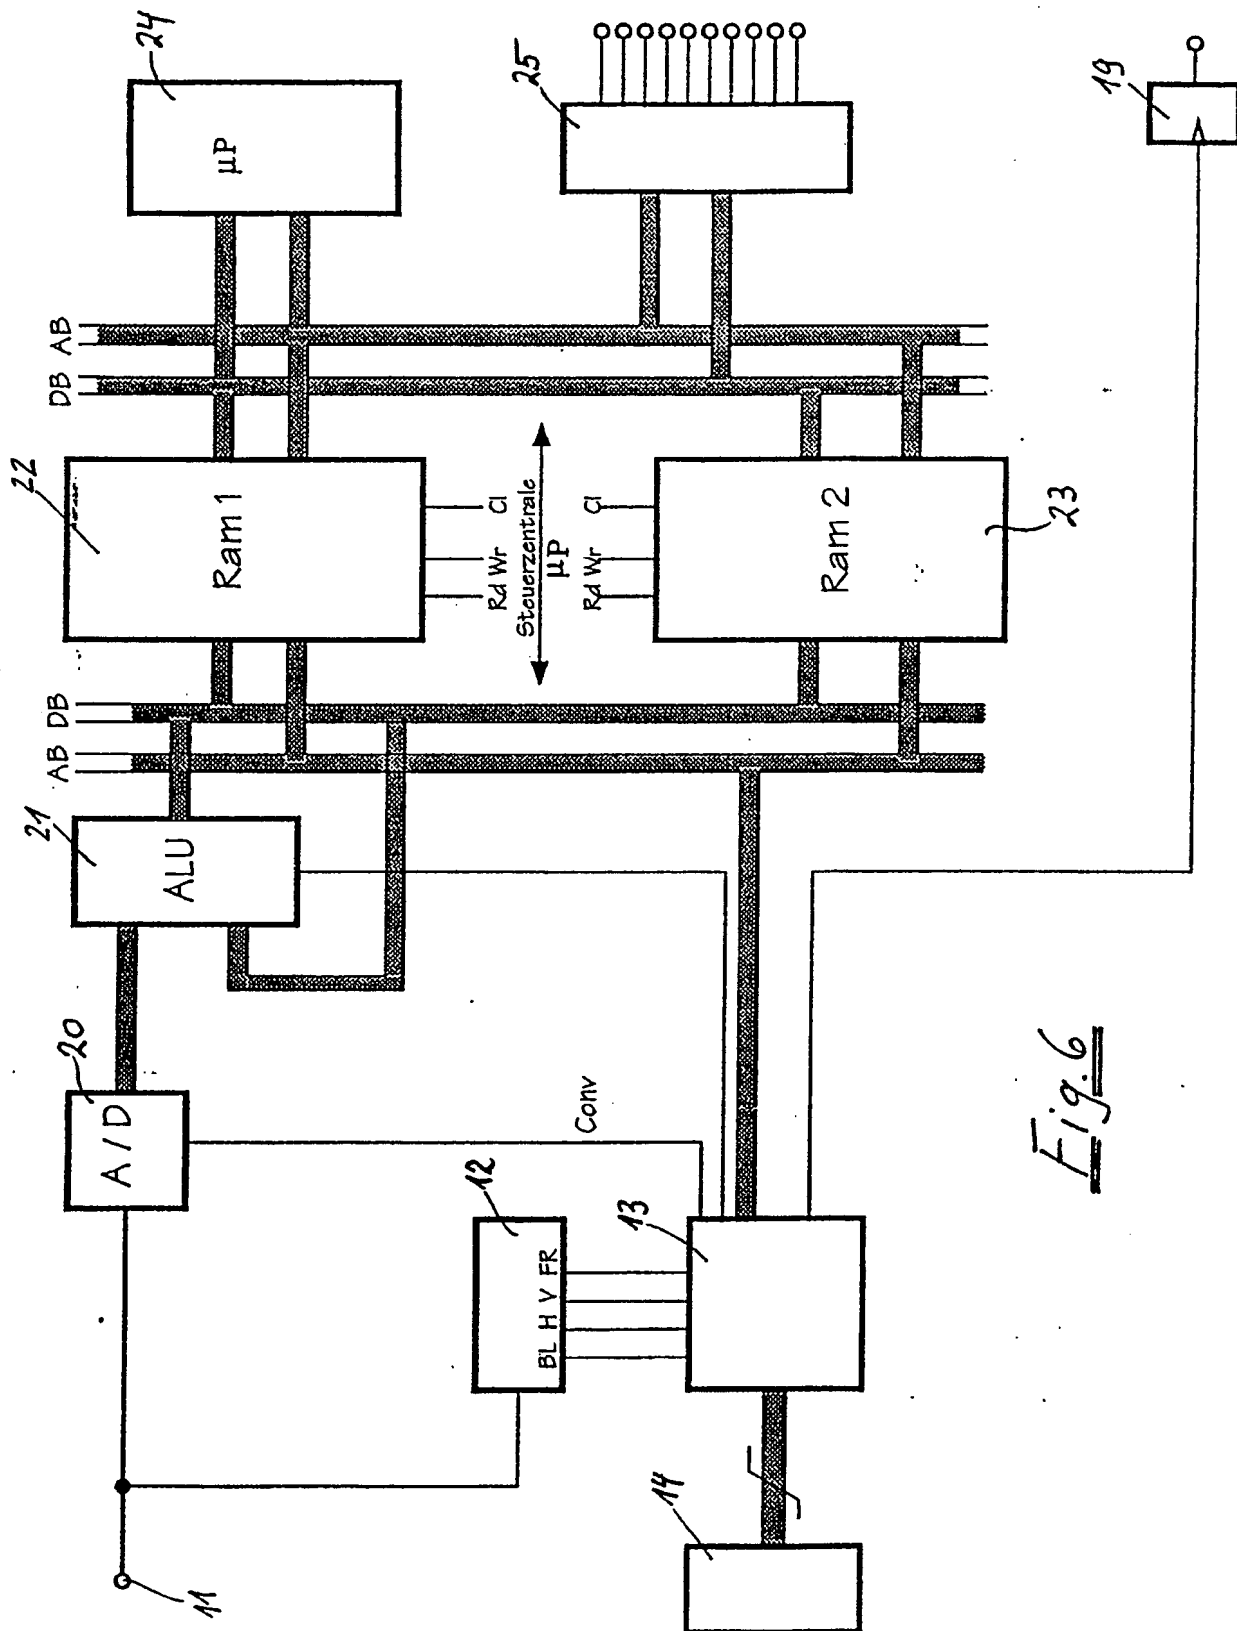 24
µP
25
19
AB
DB
22
Ram 1
Rd Wr Cl
Steuerzentrale
µP
Rd Wr Cl
Ram 2
23
DB
AB
21
ALU
20
A/D
Conv
12
BL H V FR
13
14
11
Fig. 6